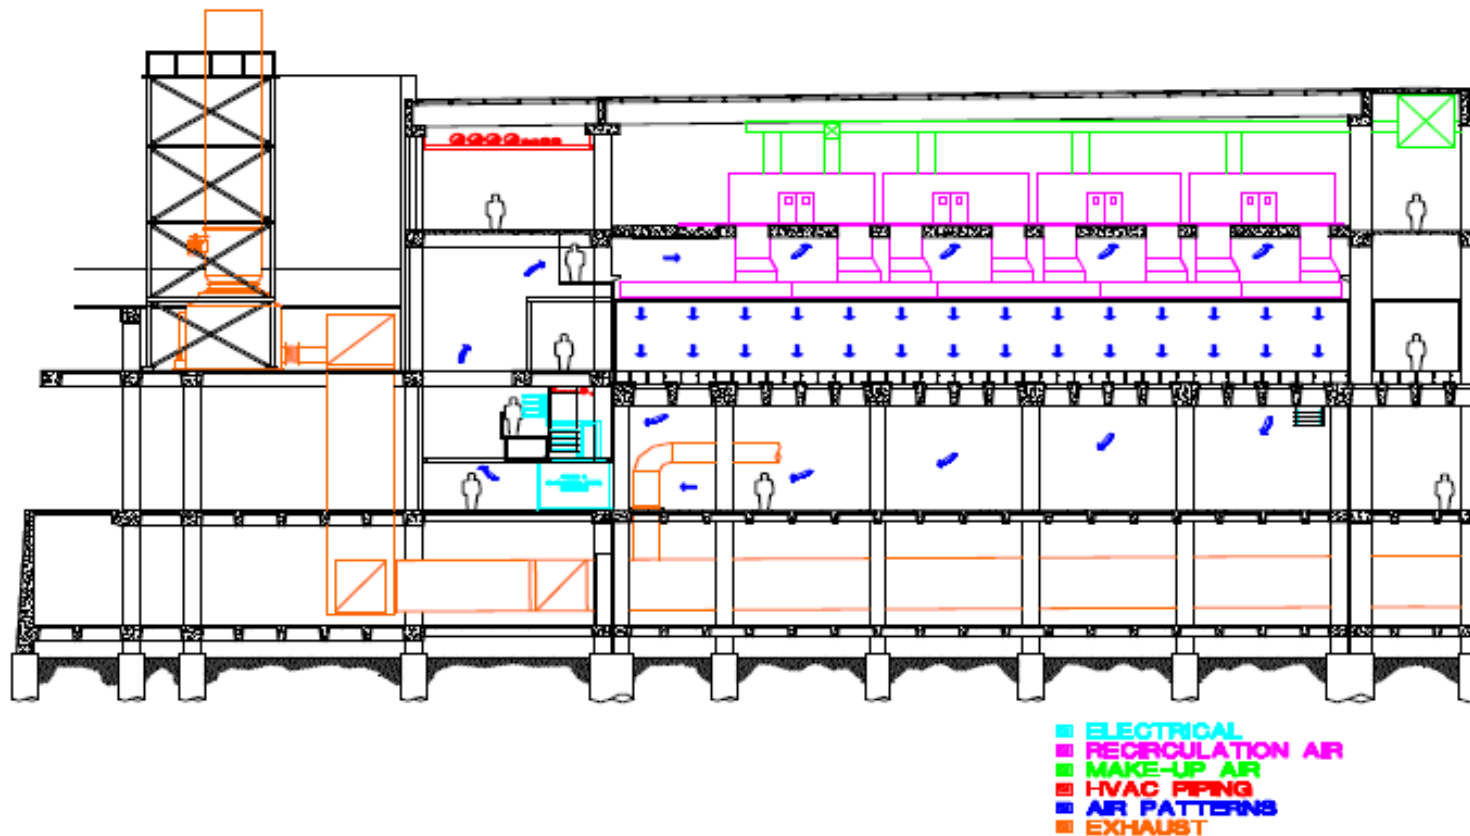 ELECTRICAL
RECIRCULATION AIR
MAKE-UP AIR
HVAC PIPING
AIR PATTERNS
EXHAUST